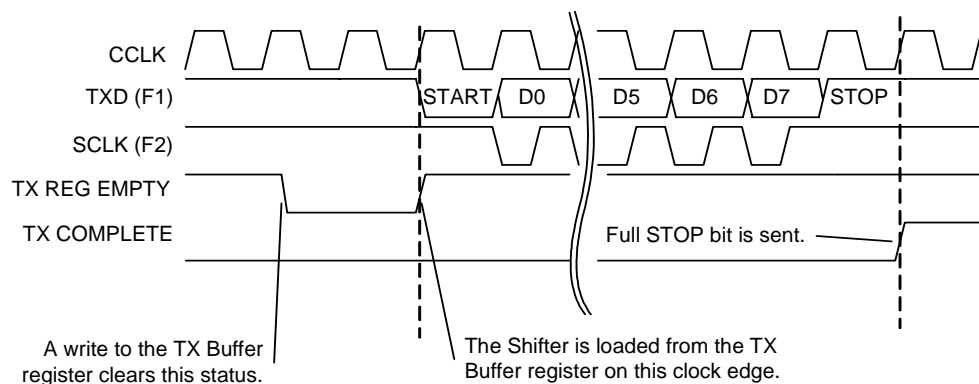 CCLK
TXD (F1)
START D0 D5 D6 D7 STOP
SCLK (F2)
TX REG EMPTY
TX COMPLETE
Full STOP bit is sent.
A write to the TX Buffer
register clears this status.
The Shifter is loaded from the TX
Buffer register on this clock edge.